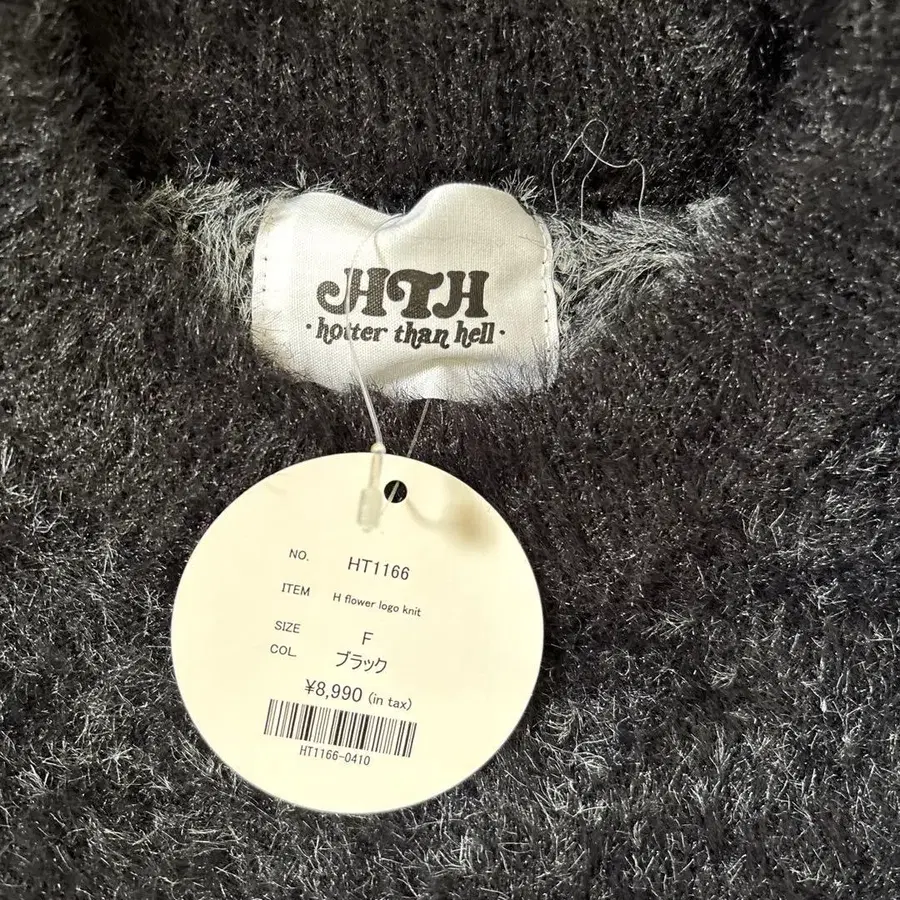 HTH
·hotter than hell·
NO. HT1166
ITEM H flower logo knit
SIZE F
COL. ブラック
¥8,990 (in tax)
HT1166-0410